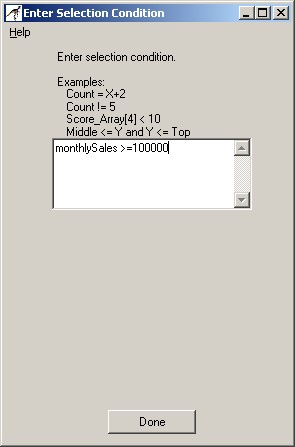 Enter Selection Condition
Help
Enter selection condition.
Examples:
Count = X+2
Count != 5
Score_Array[4] < 10
Middle <= Y and Y <= Top
monthlySales >=100000
Done